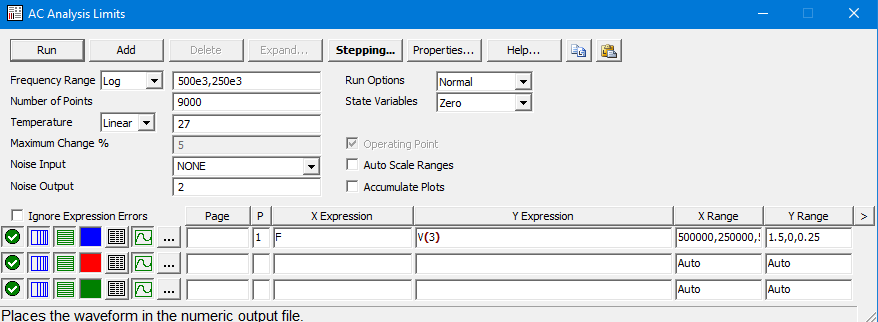 AC Analysis Limits
Run Add Delete Expand... Stepping... Properties... Help...
Frequency Range Log 500e3,250e3 Run Options Normal
Number of Points 9000 State Variables Zero
Temperature Linear 27
Maximum Change % 5 Operating Point
Noise Input NONE Auto Scale Ranges
Noise Output 2 Accumulate Plots
Ignore Expression Errors Page P X Expression Y Expression X Range Y Range >
... 1 F V(3) 500000,250000, 1.5,0,0.25
... Auto Auto
... Auto Auto
Places the waveform in the numeric output file.